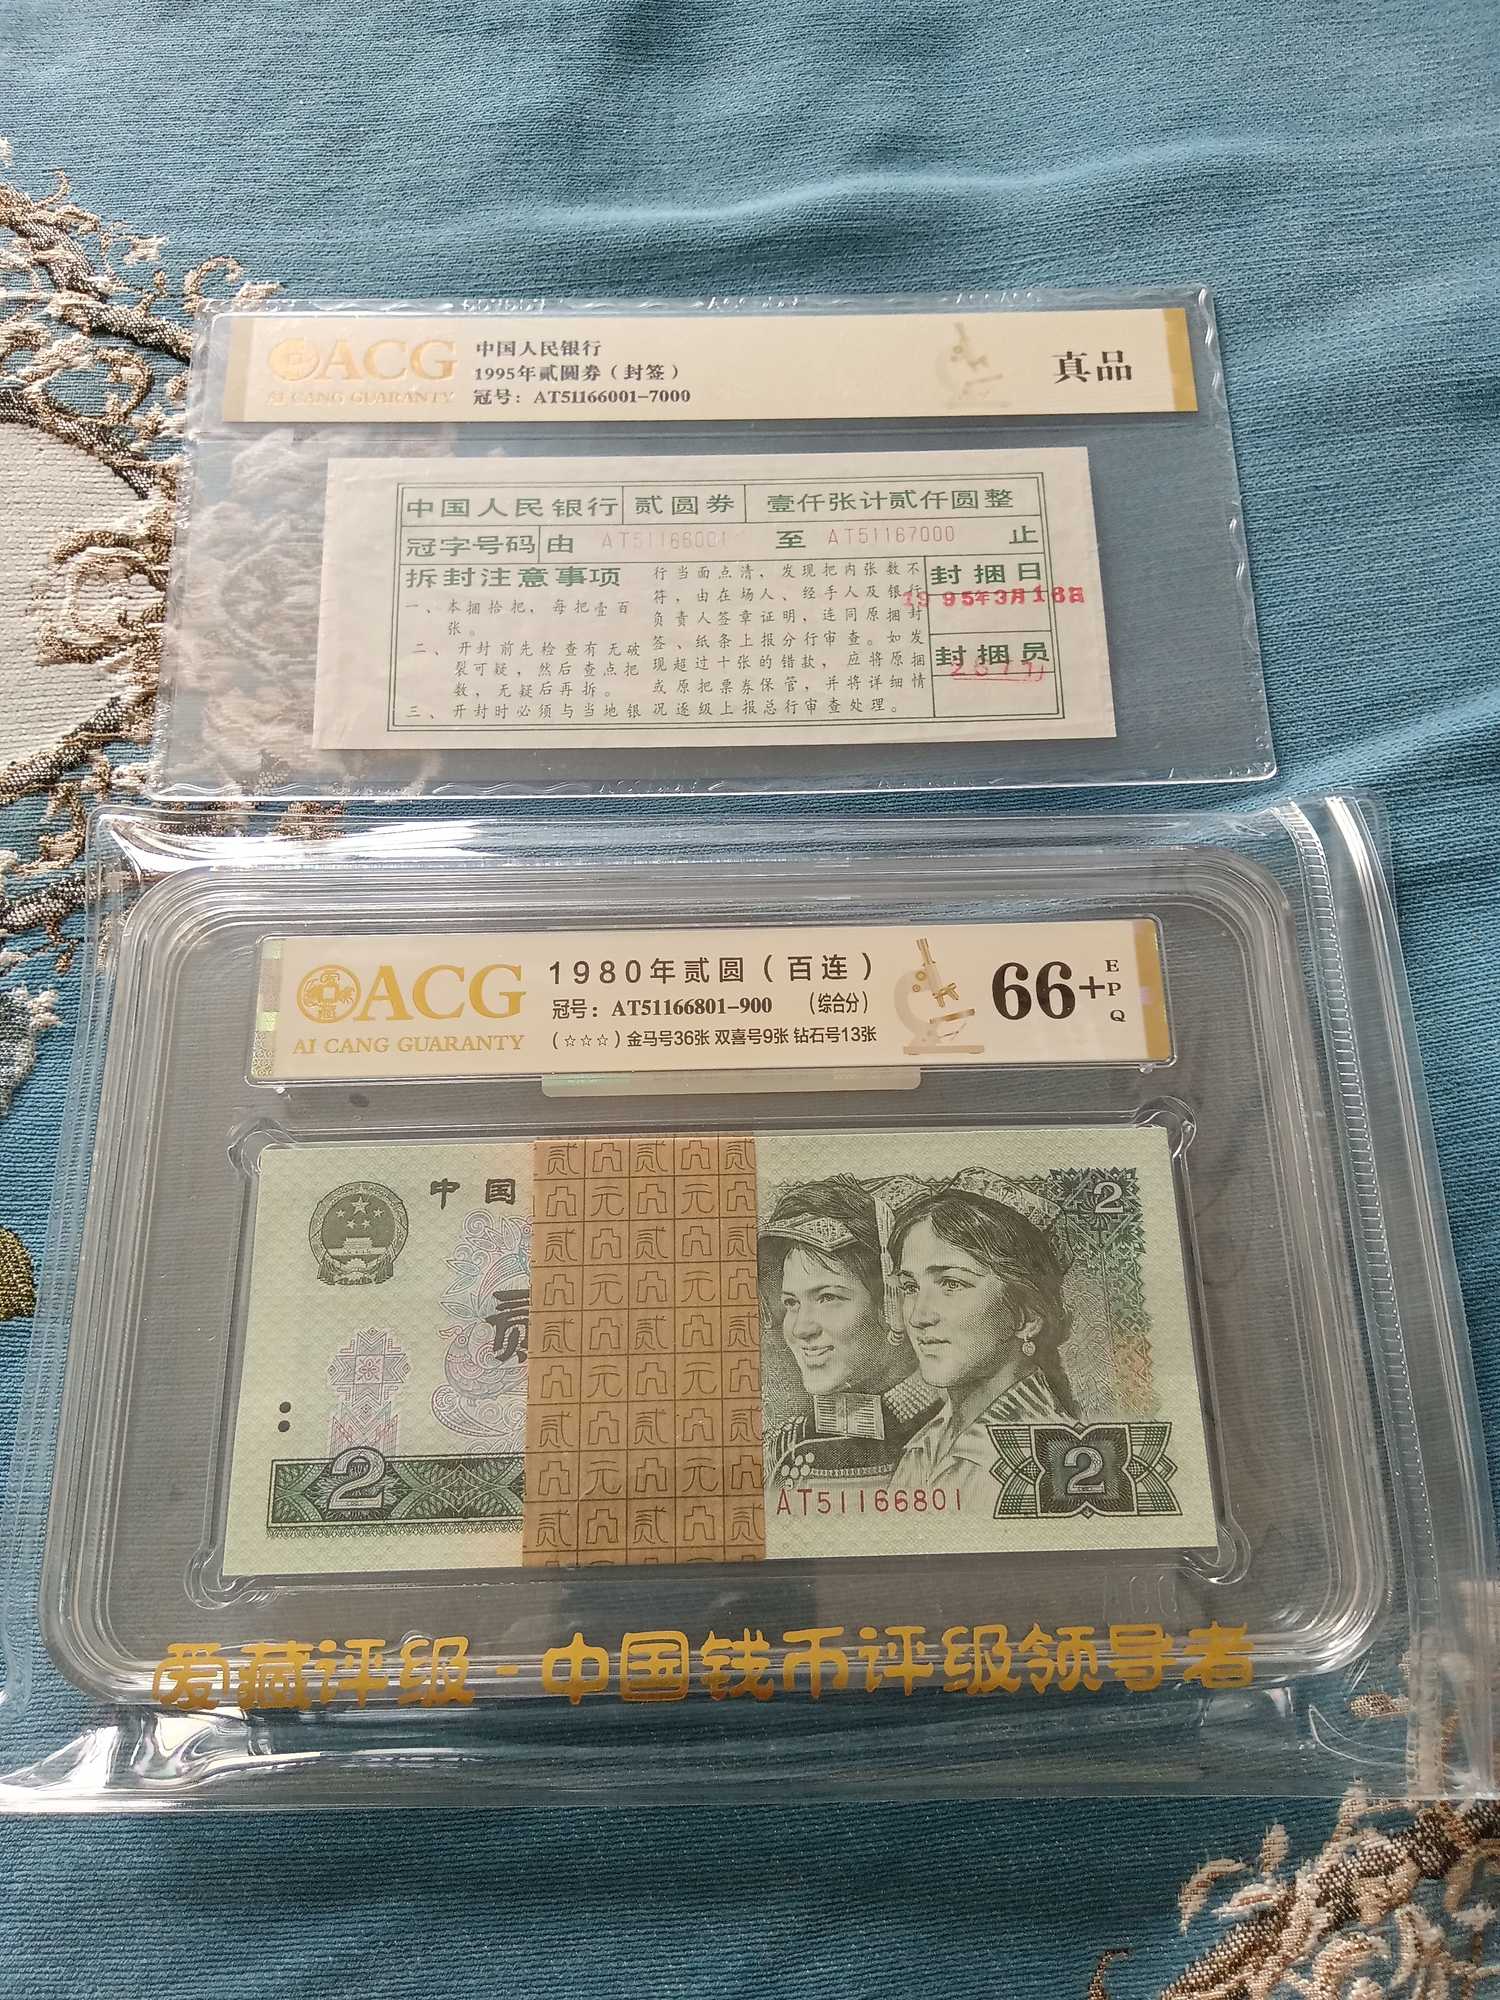 ACG
AI CANG GUARANTY
中国人民银行
1995年贰圆券（封签）
冠号：AT51166001-7000
真品
中国人民银行 贰圆券 壹仟张计贰仟圆整
冠字号码 由 AT51166001 至 AT51167000 止
拆封注意事项
一、本捆拾把，每把壹百
张。
二、开封前先检查有无破
裂可疑，然后查点把
数，无疑后再拆。
三、开封时必须与当地银
行当面点清，发现把内张数不
符，由在场人、经手人及银行
负责人签章证明，连同原捆封
签、纸条上报分行审查。如发
现超过十张的错款，应将原捆
或原把票券保管，并将详细情
况逐级上报总行审查处理。
封捆日
1995年3月16日
封捆员
ACG
AI CANG GUARANTY
1980年贰圆（百连）
冠号：AT51166801-900 （综合分）
（☆☆☆）金马号36张 双喜号9张 钻石号13张
66+
EPQ
中国
贰
2
2
2
AT51166801
爱藏评级-中国钱币评级领导者